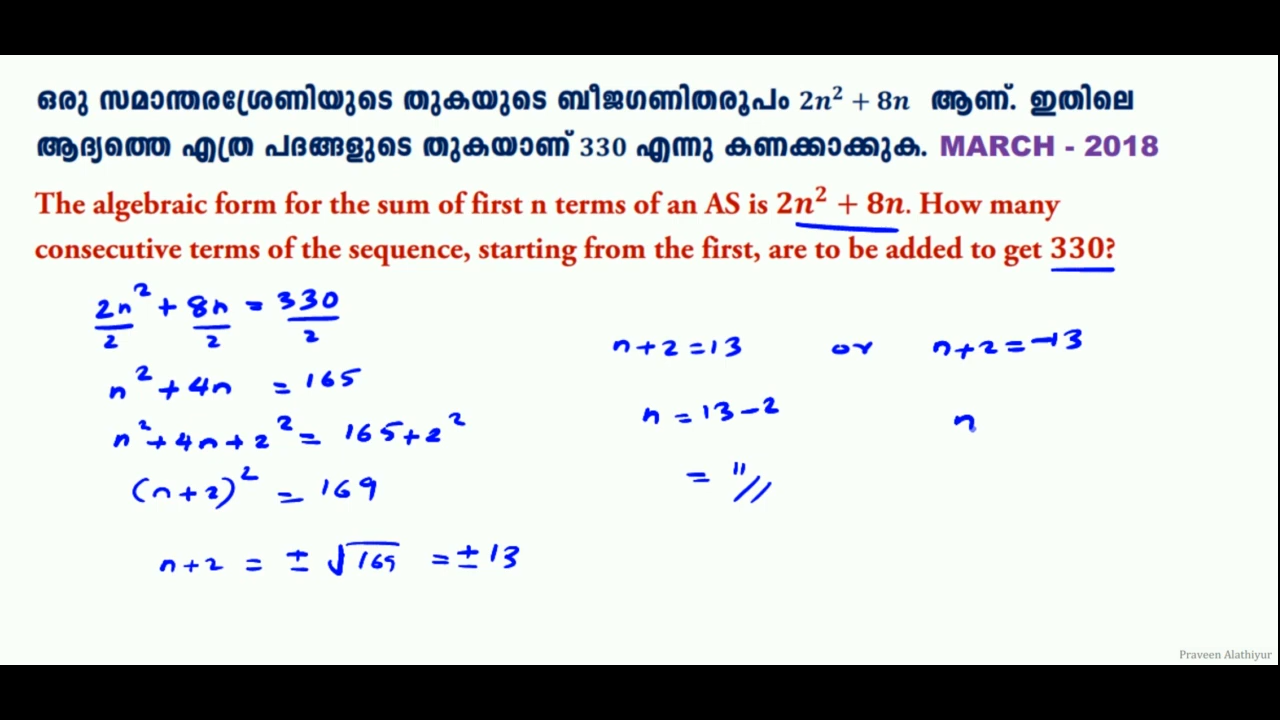 ഒരു സമാന്തരശ്രേണിയുടെ തുകയുടെ ബീജഗണിതരൂപം 2n² + 8n ആണ്. ഇതിലെ
ആദ്യത്തെ എത്ര പദങ്ങളുടെ തുകയാണ് 330 എന്നു കണക്കാക്കുക. MARCH - 2018
The algebraic form for the sum of first n terms of an AS is 2n² + 8n. How many
consecutive terms of the sequence, starting from the first, are to be added to get 330?
2n²/2 + 8n/2 = 330/2
n² + 4n = 165
n² + 4n + 2² = 165 + 2²
(n + 2)² = 169
n + 2 = ± √169 = ± 13
n + 2 = 13 or n + 2 = -13
n = 13 - 2 n
= 11//
Praveen Alathiyur